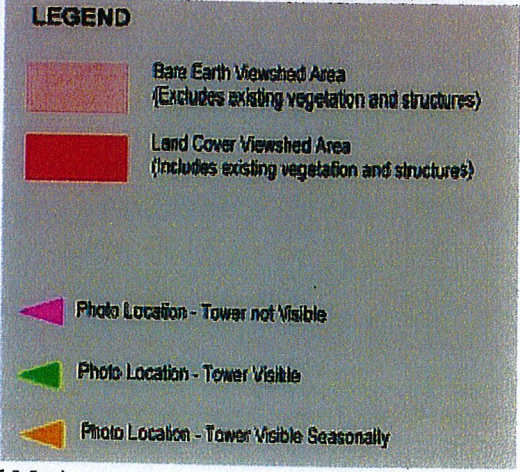 LEGEND
Bare Earth Viewshed Area
(Excludes existing vegetation and structures)
Land Cover Viewshed Area
(Includes existing vegetation and structures)
Photo Location - Tower not Visible
Photo Location - Tower Visible
Photo Location - Tower Visible Seasonally